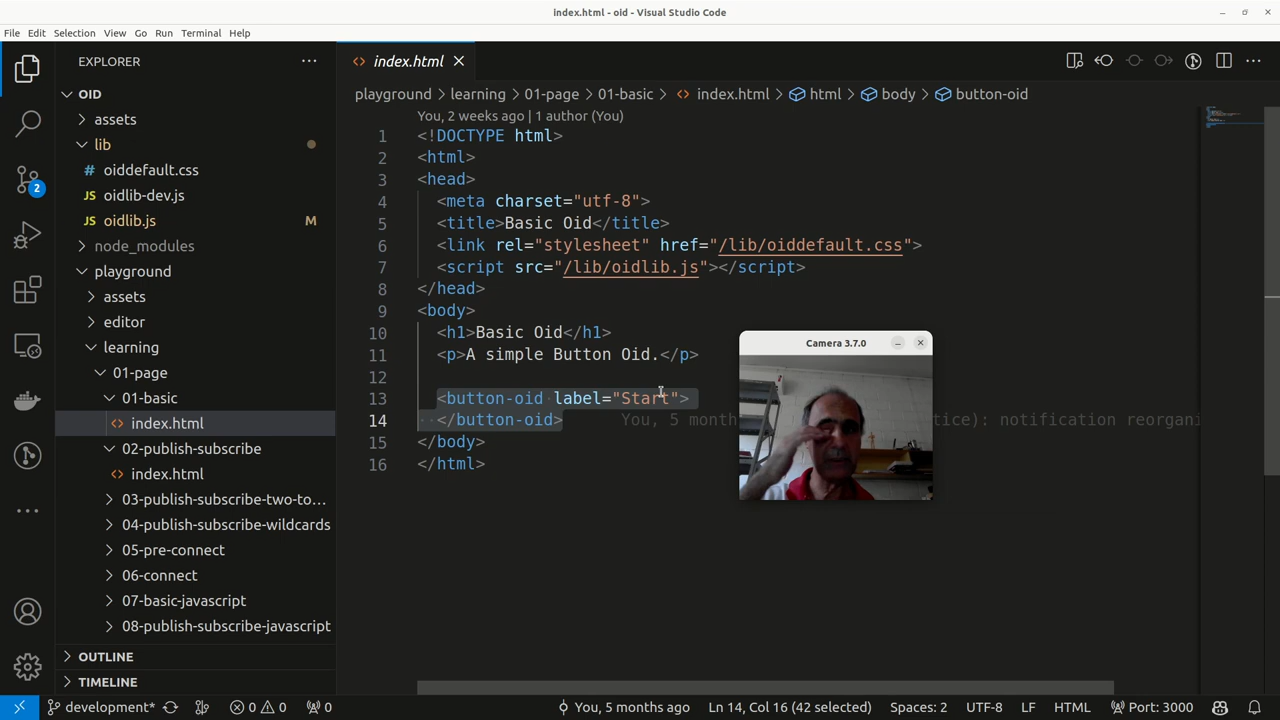 index.html - oid - Visual Studio Code
File Edit Selection View Go Run Terminal Help
EXPLORER
OID
assets
lib
# oiddefault.css
JS oidlib-dev.js
JS oidlib.js M
node_modules
playground
assets
editor
learning
01-page
01-basic
<> index.html
02-publish-subscribe
<> index.html
03-publish-subscribe-two-to...
04-publish-subscribe-wildcards
05-pre-connect
06-connect
07-basic-javascript
08-publish-subscribe-javascript
OUTLINE
TIMELINE
2
<> index.html
playground > learning > 01-page > 01-basic > <> index.html > html > body > button-oid
You, 2 weeks ago | 1 author (You)
1 <!DOCTYPE html>
2 <html>
3 <head>
4 <meta charset="utf-8">
5 <title>Basic Oid</title>
6 <link rel="stylesheet" href="/lib/oiddefault.css">
7 <script src="/lib/oidlib.js"></script>
8 </head>
9 <body>
10 <h1>Basic Oid</h1>
11 <p>A simple Button Oid.</p>
12
13 <button-oid label="Start">
14 </button-oid> You, 5 month tice): notification reorgani
15 </body>
16 </html>
Camera 3.7.0
development* 0 0 0 You, 5 months ago Ln 14, Col 16 (42 selected) Spaces: 2 UTF-8 LF HTML Port: 3000